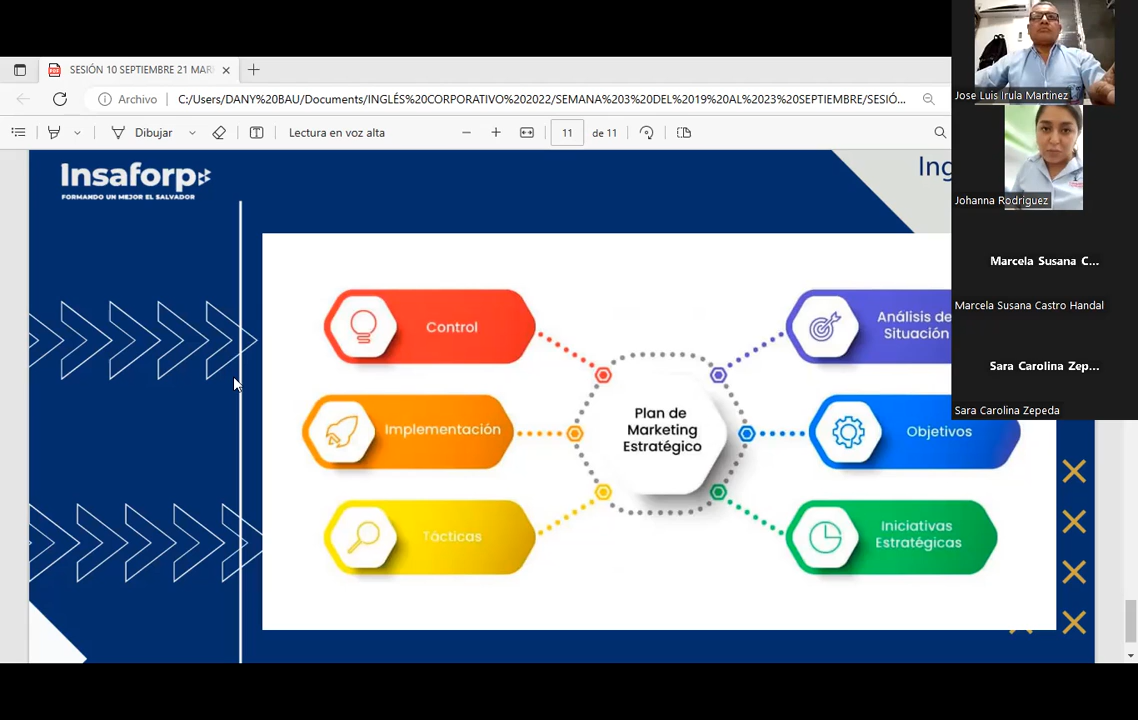 SESIÓN 10 SEPTIEMBRE 21 MAR
Archivo
C:/Users/DANY%20BAU/Documents/INGLÉS%20CORPORATIVO%202022/SEMANA%203%20DEL%2019%20AL%2023%20SEPTIEMBRE/SESIÓ...
Dibujar
Lectura en voz alta
11
de 11
Insaforp
FORMANDO UN MEJOR EL SALVADOR
Ing
Control
Implementación
Tácticas
Plan de
Marketing
Estratégico
Análisis de
Situación
Objetivos
Iniciativas
Estratégicas
Jose Luis Irula Martinez
Johanna Rodriguez
Marcela Susana C...
Marcela Susana Castro Handal
Sara Carolina Zep...
Sara Carolina Zepeda